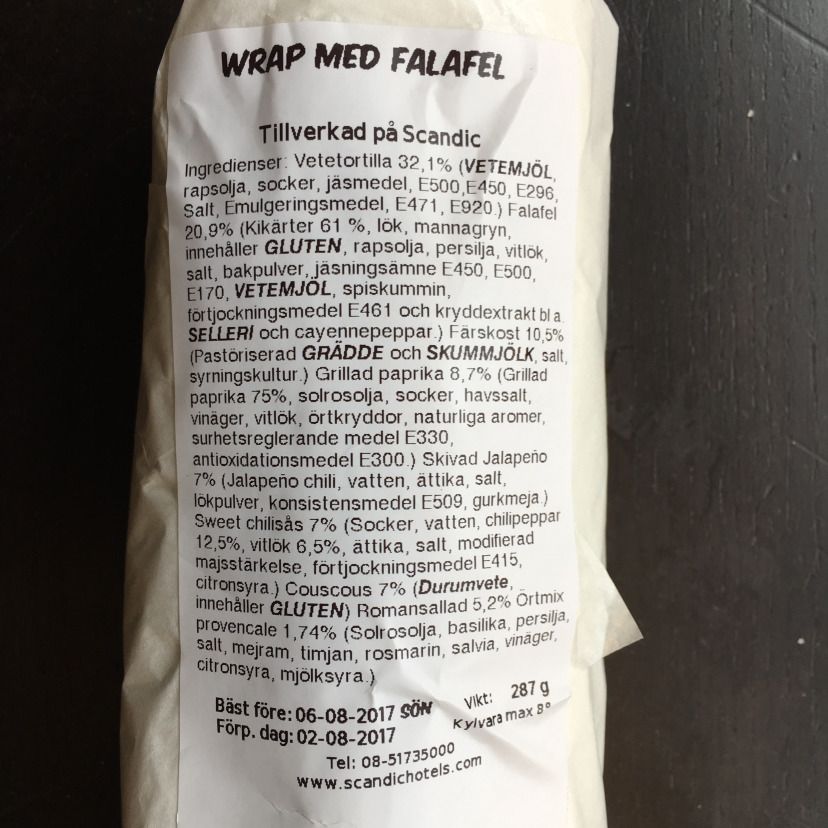 WRAP MED FALAFEL
Tillverkad på Scandic
Ingredienser: Vetetortilla 32,1% (VETEMJÖL,
rapsolja, socker, jäsmedel, E500,E450, E296,
Salt, Emulgeringsmedel, E471, E920.) Falafel
20,9% (Kikärter 61 %, lök, mannagryn,
innehåller GLUTEN, rapsolja, persilja, vitlök,
salt, bakpulver, jäsningsämne E450, E500,
E170, VETEMJÖL, spiskummin,
förtjockningsmedel E461 och kryddextrakt bl a.
SELLERI och cayennepeppar.) Färskost 10,5%
(Pastöriserad GRÄDDE och SKUMMJÖLK, salt,
syrningskultur.) Grillad paprika 8,7% (Grillad
paprika 75%, solrosolja, socker, havssalt,
vinäger, vitlök, örtkryddor, naturliga aromer,
surhetsreglerande medel E330,
antioxidationsmedel E300.) Skivad Jalapeño
7% (Jalapeño chili, vatten, ättika, salt,
lökpulver, konsistensmedel E509, gurkmeja.)
Sweet chilisås 7% (Socker, vatten, chilipeppar
12,5%, vitlök 6,5%, ättika, salt, modifierad
majsstärkelse, förtjockningsmedel E415,
citronsyra.) Couscous 7% (Durumvete,
innehåller GLUTEN) Romansallad 5,2% Örtmix
provencale 1,74% (Solrosolja, basilika, persilja,
salt, mejram, timjan, rosmarin, salvia, vinäger,
citronsyra, mjölksyra.)
Bäst före: 06-08-2017 SÖN Vikt: 287 g
Förp. dag: 02-08-2017 Kylvara max 8°
Tel: 08-51735000
www.scandichotels.com